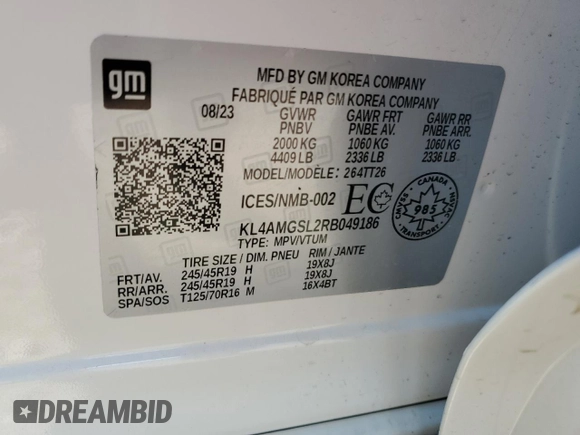 gm
MFD BY GM KOREA COMPANY
FABRIQUÉ PAR GM KOREA COMPANY
08/23 GVWR GAWR FRT GAWR RR
PNBV PNBE AV. PNBE ARR.
2000 KG 1060 KG 1060 KG
4409 LB 2336 LB 2336 LB
MODEL/MODÈLE: 264TT26
ICES/NMB-002 EC
CANADA
985
TRANSPORT
KL4AMGSL2RB049186
TYPE: MPV/VTUM
TIRE SIZE / DIM. PNEU RIM / JANTE
FRT/AV. 245/45R19 H 19X8J
RR/ARR. 245/45R19 H 19X8J
SPA/SOS T125/70R16 M 16X4BT
DREAMBID